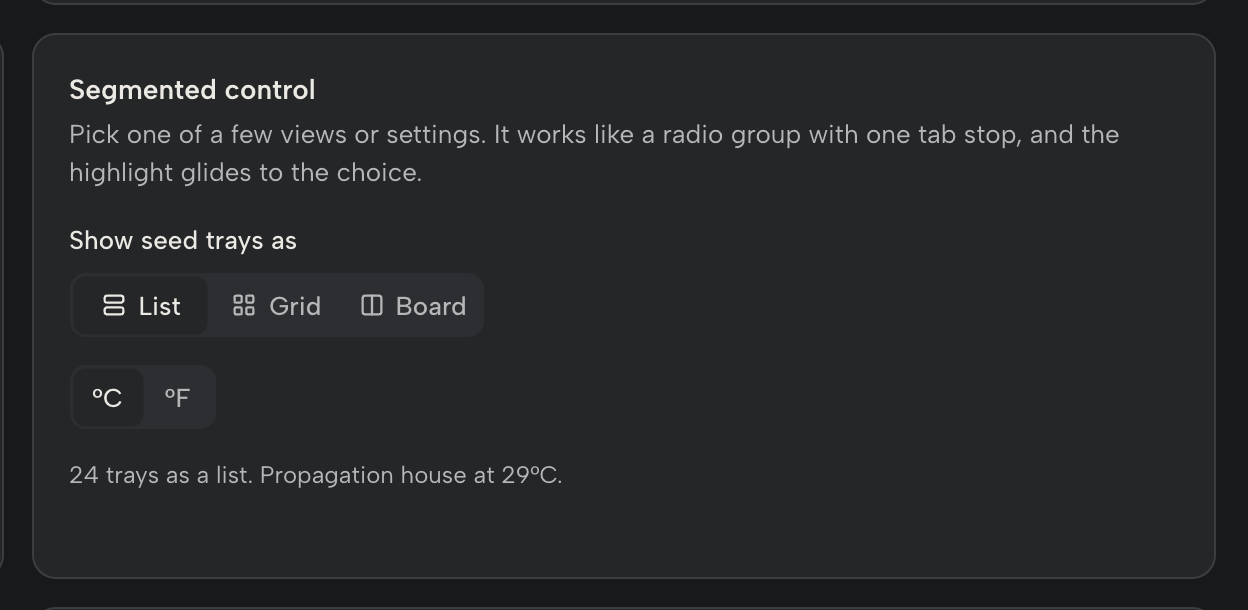 Segmented control
Pick one of a few views or settings. It works like a radio group with one tab stop, and the
highlight glides to the choice.
Show seed trays as
List Grid Board
°C °F
24 trays as a list. Propagation house at 29°C.